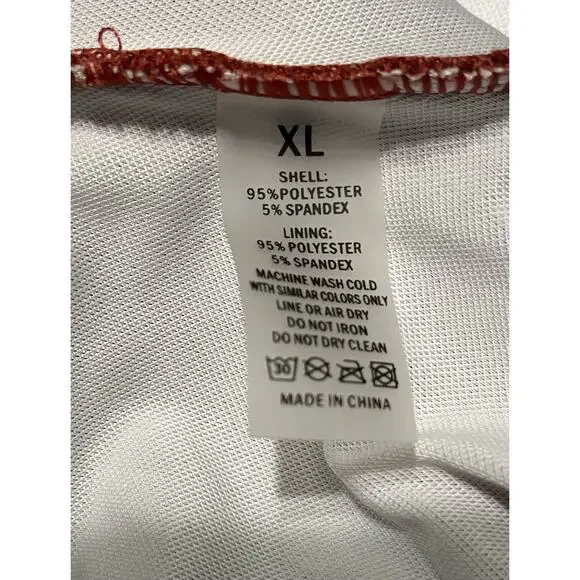 XL
SHELL:
95%POLYESTER
5% SPANDEX
LINING:
95% POLYESTER
5% SPANDEX
MACHINE WASH COLD
WITH SIMILAR COLORS ONLY
LINE OR AIR DRY
DO NOT IRON
DO NOT DRY CLEAN
30
MADE IN CHINA